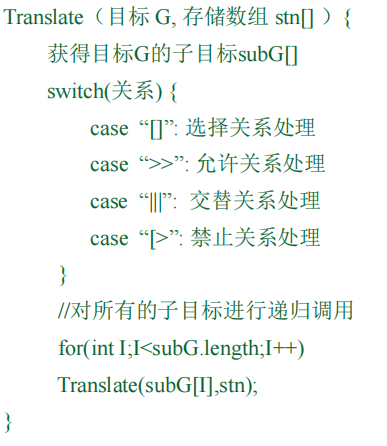 Translate（目标 G, 存储数组 stn[] ）{
获得目标G的子目标subG[]
switch(关系) {
case “[]”: 选择关系处理
case “>>”: 允许关系处理
case “|||”: 交替关系处理
case “[>”: 禁止关系处理
}
//对所有的子目标进行递归调用
for(int I;I<subG.length;I++)
Translate(subG[I],stn);
}